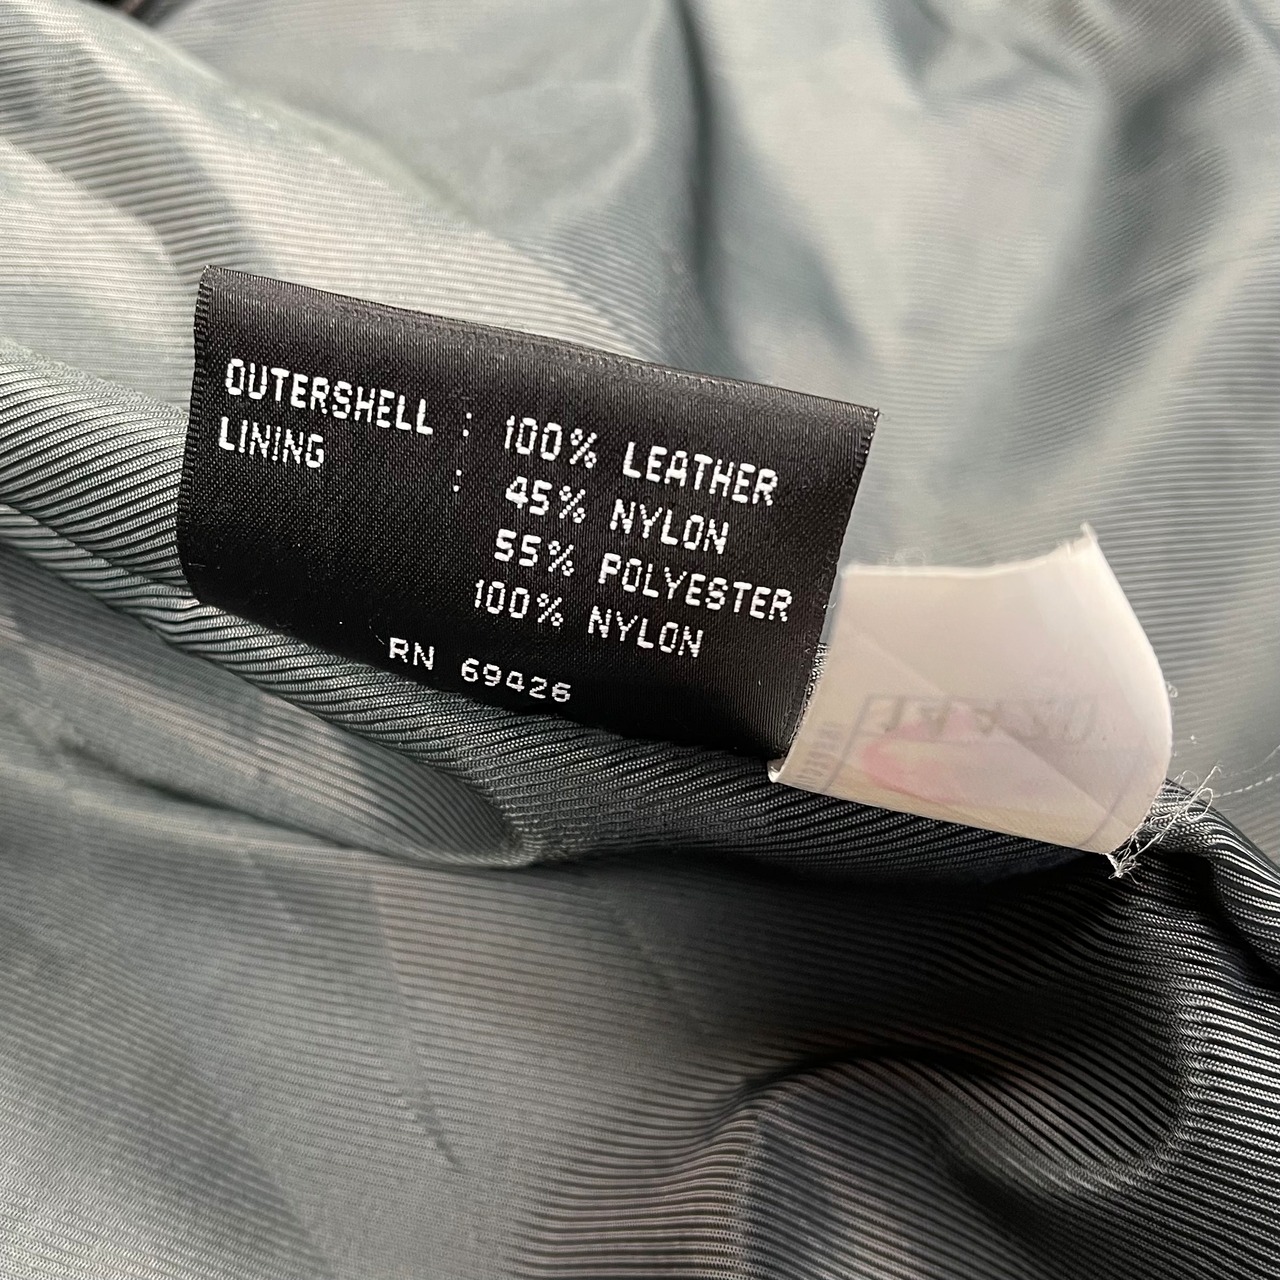 OUTERSHELL : 100% LEATHER
LINING : 45% NYLON
55% POLYESTER
100% NYLON
RN 69426